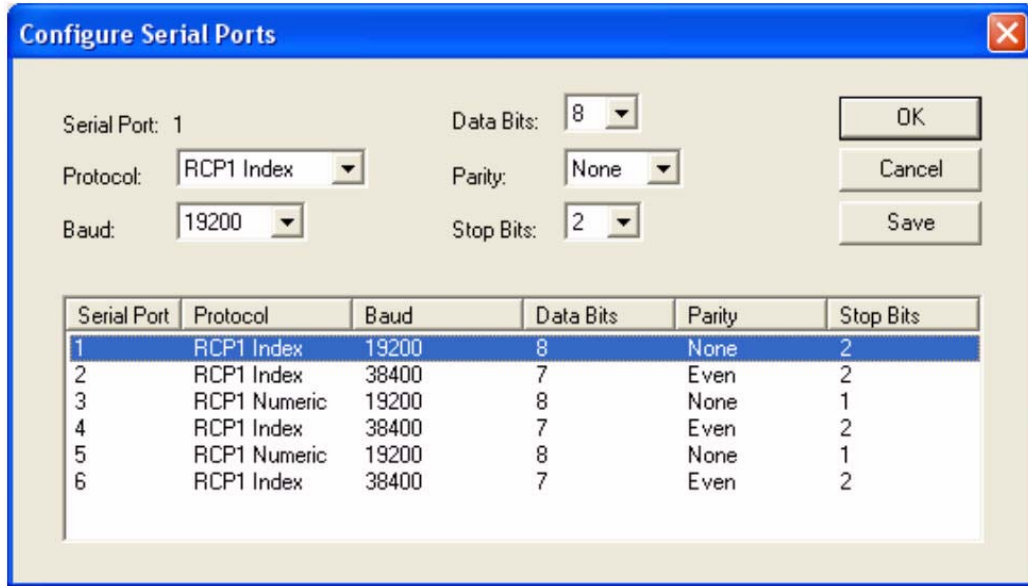 Configure Serial Ports
Serial Port: 1
Data Bits: 8
OK
Protocol: RCP1 Index
Parity: None
Cancel
Baud: 19200
Stop Bits: 2
Save
Serial Port Protocol Baud Data Bits Parity Stop Bits
1 RCP1 Index 19200 8 None 2
2 RCP1 Index 38400 7 Even 2
3 RCP1 Numeric 19200 8 None 1
4 RCP1 Index 38400 7 Even 2
5 RCP1 Numeric 19200 8 None 1
6 RCP1 Index 38400 7 Even 2